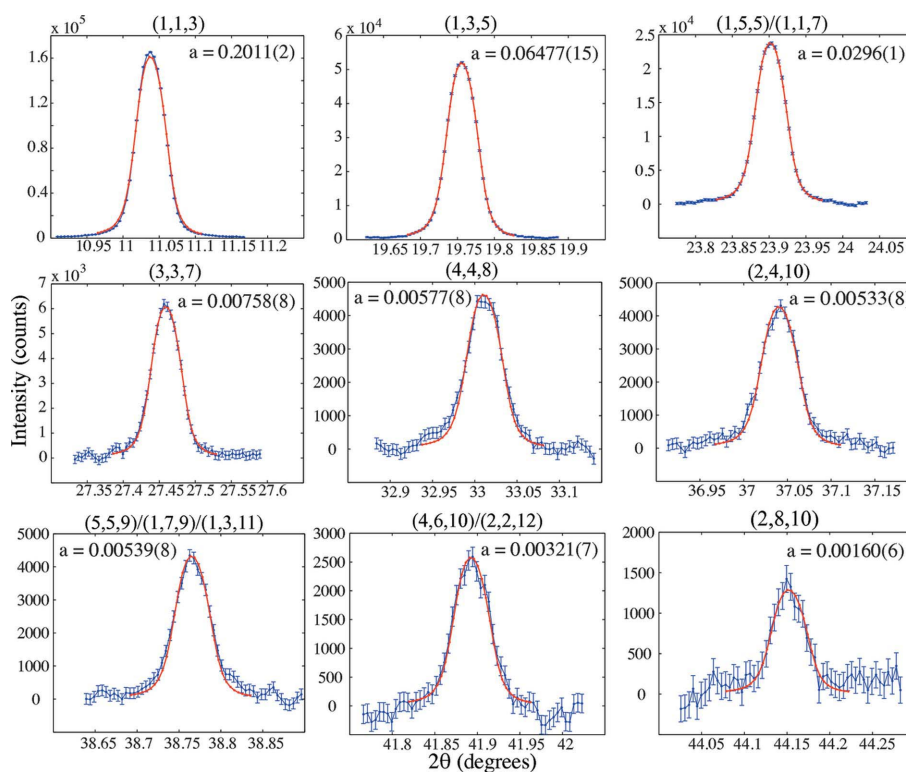 (1,1,3)
x 10⁵
a = 0.2011(2)
1.6
1.2
0.8
0.4
0
10.95 11 11.05 11.1 11.15 11.2
(1,3,5)
x 10⁴
a = 0.06477(15)
6
5
4
3
2
1
0
19.65 19.7 19.75 19.8 19.85 19.9
(1,5,5)/(1,1,7)
x 10⁴
a = 0.0296(1)
2.5
2.0
1.5
1.0
0.5
0
23.8 23.85 23.9 23.95 24 24.05
(3,3,7)
x 10³
a = 0.00758(8)
7
6
5
4
3
2
1
0
27.35 27.4 27.45 27.5 27.55 27.6
(4,4,8)
a = 0.00577(8)
5000
4000
3000
2000
1000
0
32.9 32.95 33 33.05 33.1
(2,4,10)
a = 0.00533(8)
5000
4000
3000
2000
1000
0
36.95 37 37.05 37.1 37.15
Intensity (counts)
(5,5,9)/(1,7,9)/(1,3,11)
a = 0.00539(8)
5000
4000
3000
2000
1000
0
38.65 38.7 38.75 38.8 38.85
(4,6,10)/(2,2,12)
a = 0.00321(7)
3000
2500
2000
1500
1000
500
0
41.8 41.85 41.9 41.95 42
(2,8,10)
a = 0.00160(6)
1500
1000
500
0
44.05 44.1 44.15 44.2 44.25
2θ (degrees)